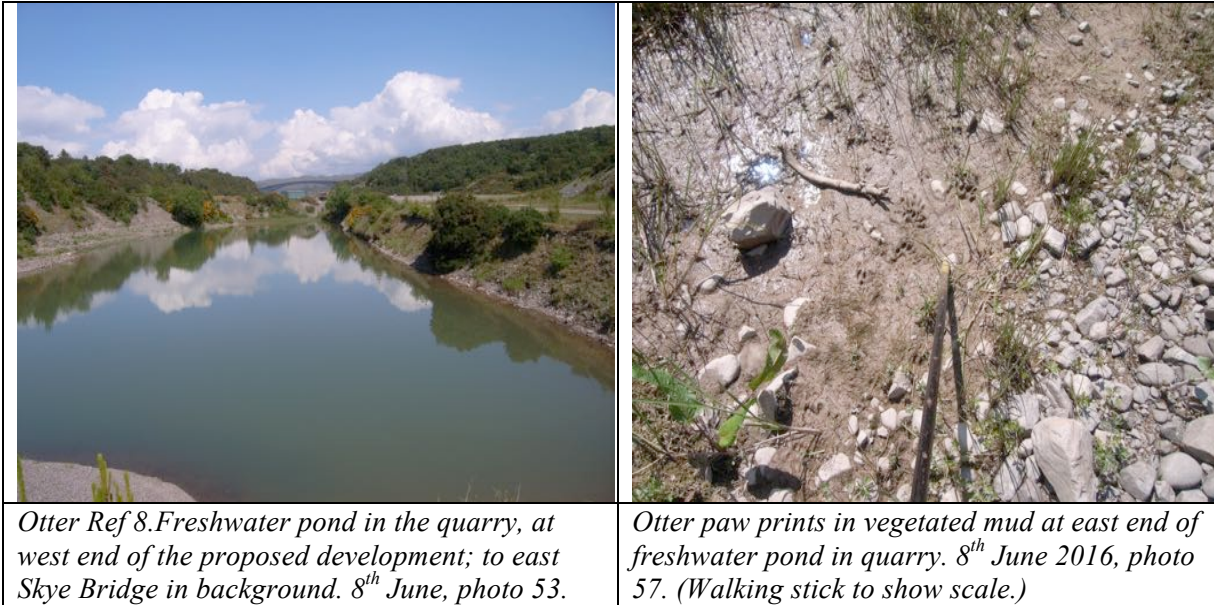 Otter Ref 8.Freshwater pond in the quarry, at
west end of the proposed development; to east
Skye Bridge in background. 8th June, photo 53.
Otter paw prints in vegetated mud at east end of
freshwater pond in quarry. 8th June 2016, photo
57. (Walking stick to show scale.)